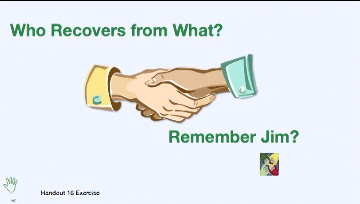 Who Recovers from What?
Remember Jim?
Handout 16 Exercise